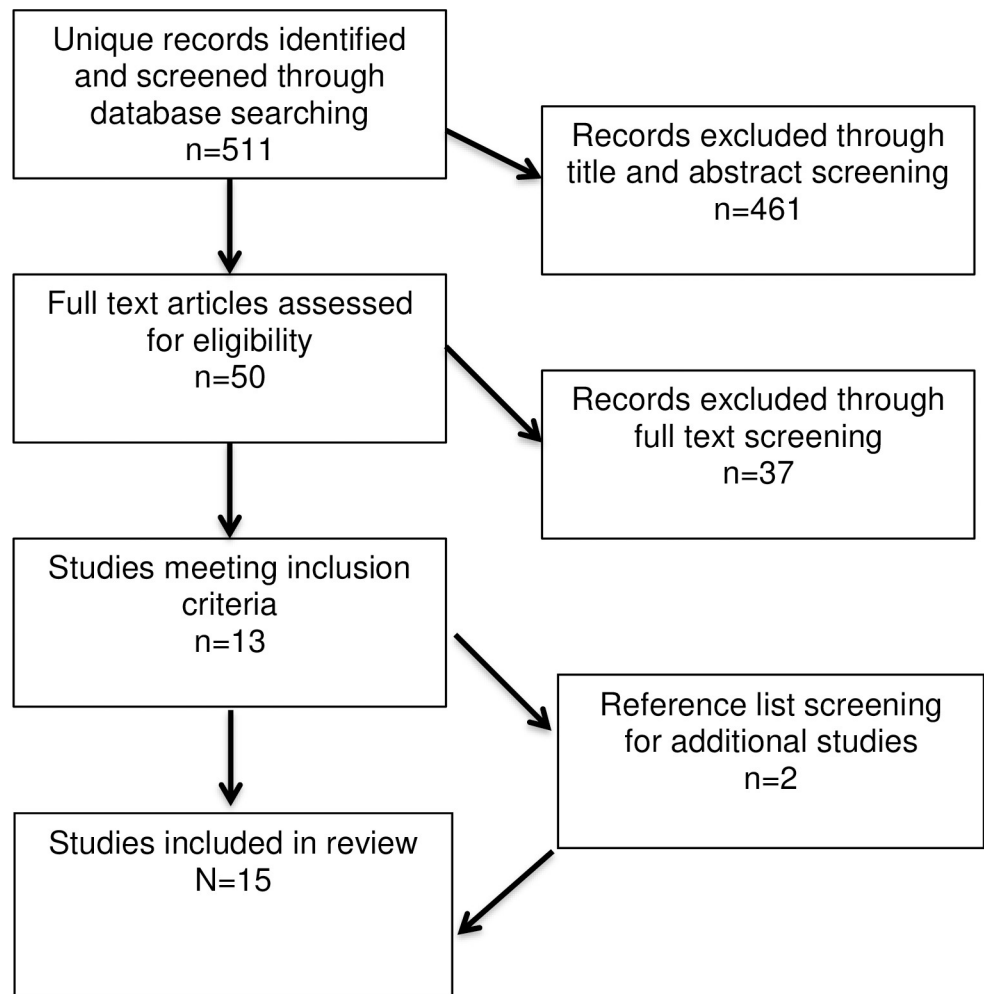 Unique records identified
and screened through
database searching
n=511
Records excluded through
title and abstract screening
n=461
Full text articles assessed
for eligibility
n=50
Records excluded through
full text screening
n=37
Studies meeting inclusion
criteria
n=13
Reference list screening
for additional studies
n=2
Studies included in review
N=15